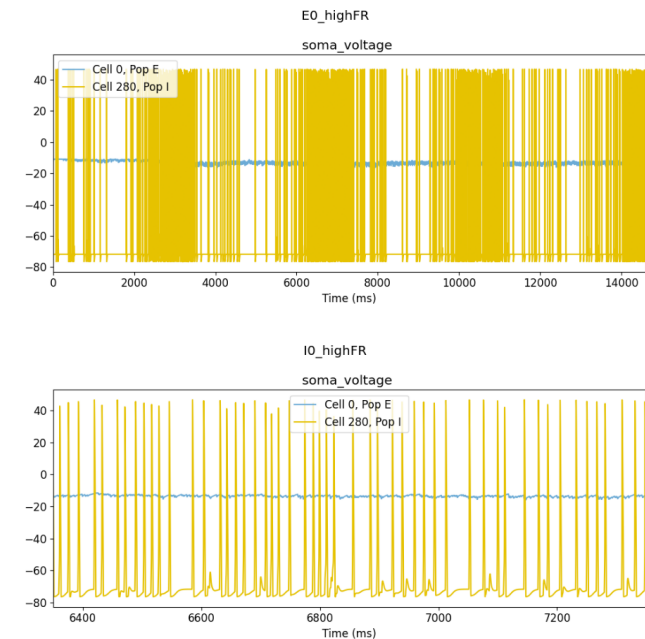 E0_highFR
soma_voltage
Cell 0, Pop E
Cell 280, Pop I
40
20
0
−20
−40
−60
−80
0 2000 4000 6000 8000 10000 12000 14000
Time (ms)
I0_highFR
soma_voltage
Cell 0, Pop E
Cell 280, Pop I
40
20
0
−20
−40
−60
−80
6400 6600 6800 7000 7200
Time (ms)